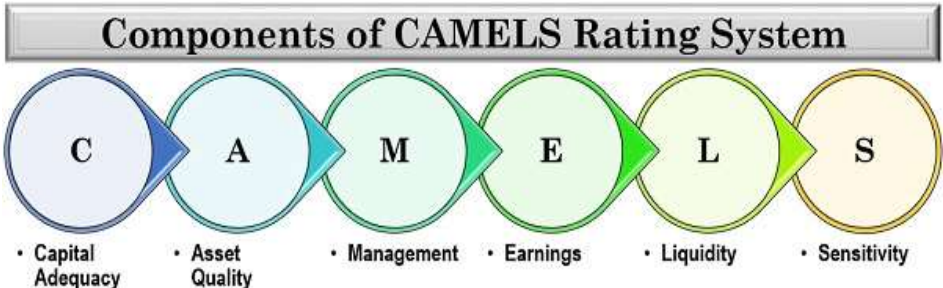 Components of CAMELS Rating System
C A M E L S
• Capital Adequacy
• Asset Quality
• Management
• Earnings
• Liquidity
• Sensitivity